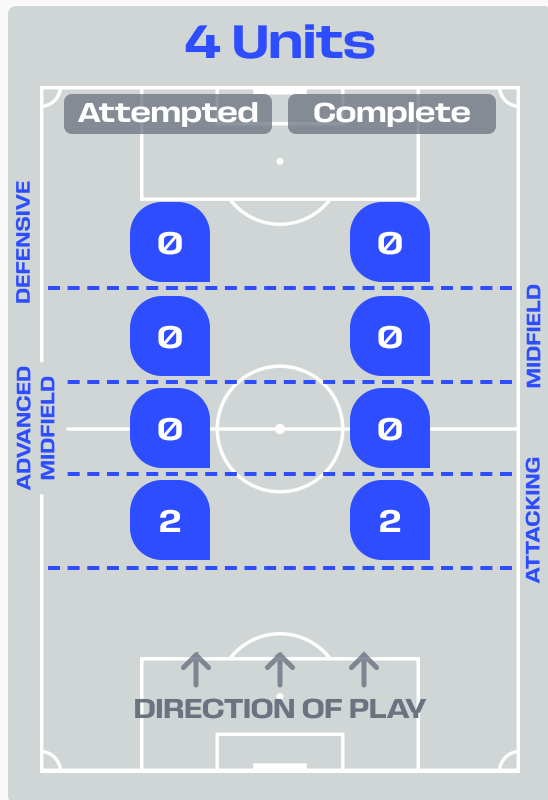 4 Units
Attempted Complete
DEFENSIVE
0 0
MIDFIELD
0 0
ADVANCED
MIDFIELD
0 0
ATTACKING
2 2
DIRECTION OF PLAY